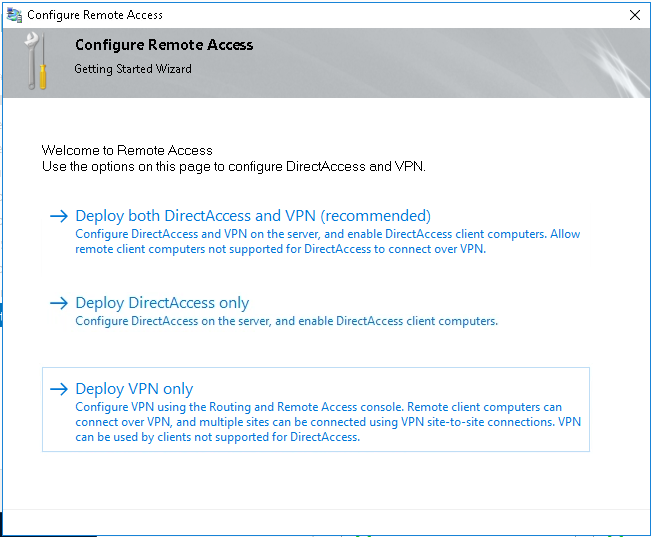 Configure Remote Access
Configure Remote Access
Getting Started Wizard
Welcome to Remote Access
Use the options on this page to configure DirectAccess and VPN.
Deploy both DirectAccess and VPN (recommended)
Configure DirectAccess and VPN on the server, and enable DirectAccess client computers. Allow
remote client computers not supported for DirectAccess to connect over VPN.
Deploy DirectAccess only
Configure DirectAccess on the server, and enable DirectAccess client computers.
Deploy VPN only
Configure VPN using the Routing and Remote Access console. Remote client computers can
connect over VPN, and multiple sites can be connected using VPN site-to-site connections. VPN
can be used by clients not supported for DirectAccess.